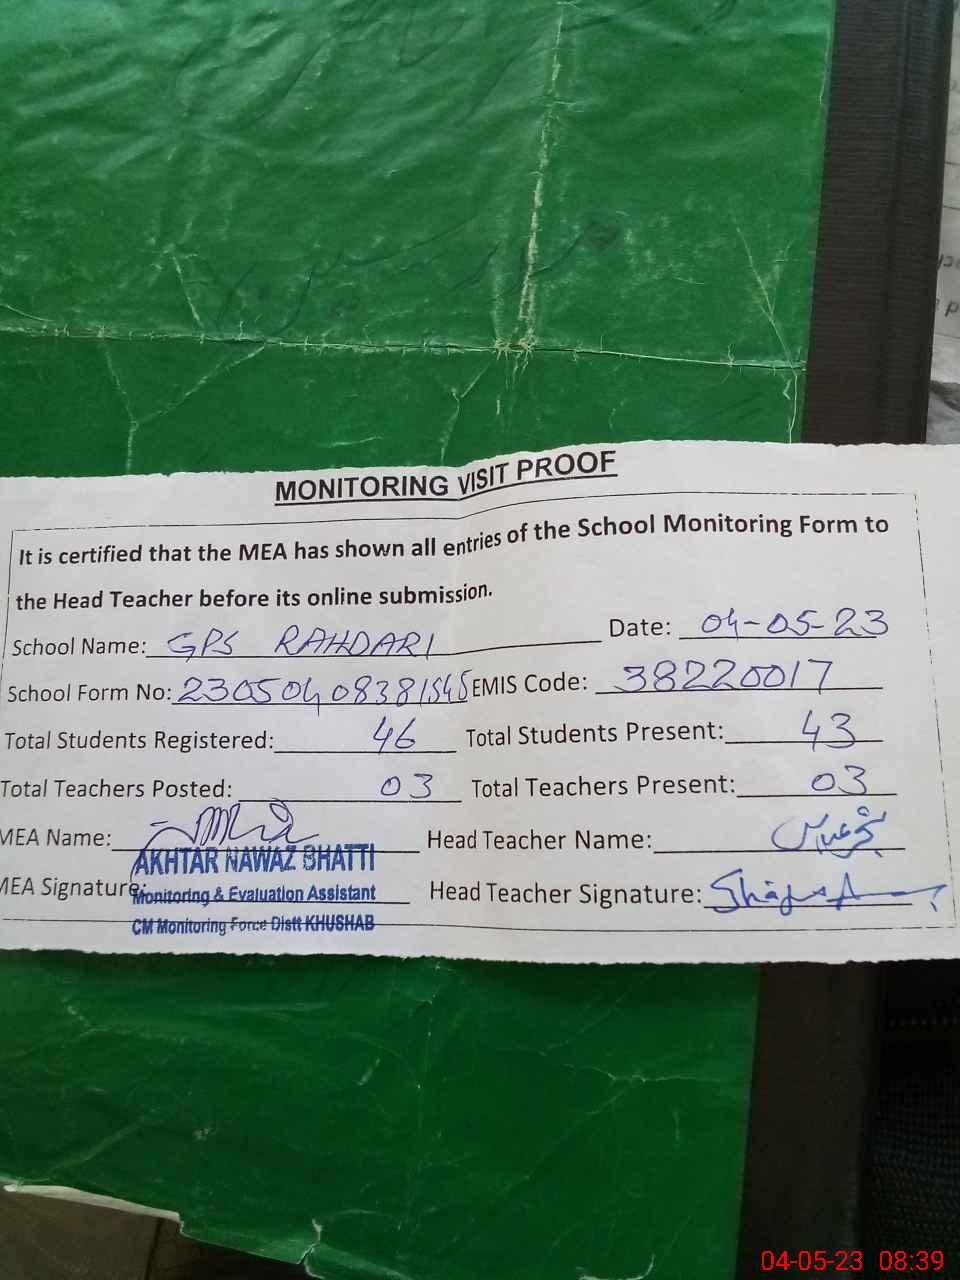 MONITORING VISIT PROOF
It is certified that the MEA has shown all entries of the School Monitoring Form to
the Head Teacher before its online submission.
School Name: GPS RAHDARI Date: 04-05-23
School Form No: 23050408381545 EMIS Code: 38220017
Total Students Registered: 46 Total Students Present: 43
Total Teachers Posted: 03 Total Teachers Present: 03
MEA Name: Head Teacher Name:
AKHTAR NAWAZ BHATTI
MEA Signature: Head Teacher Signature:
Monitoring & Evaluation Assistant
CM Monitoring Force Distt KHUSHAB
04-05-23 08:39